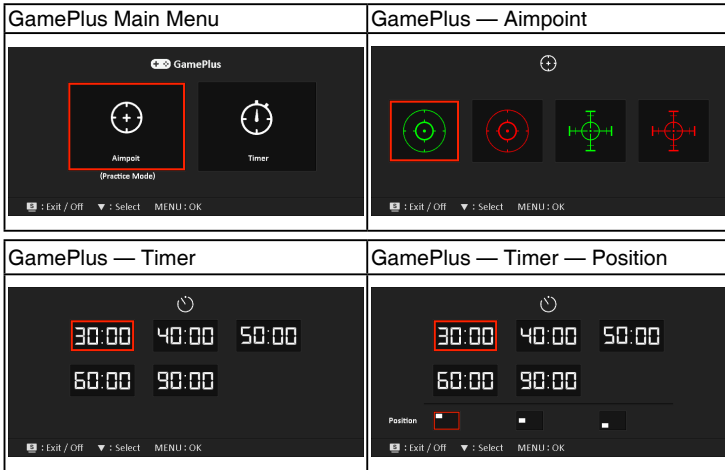 GamePlus Main Menu
GamePlus — Aimpoint
GamePlus
Aimpoit
Timer
(Practice Mode)
S : Exit / Off ▼ : Select MENU : OK
S : Exit / Off ▼ : Select MENU : OK
GamePlus — Timer
GamePlus — Timer — Position
30:00 40:00 50:00
60:00 90:00
S : Exit / Off ▼ : Select MENU : OK
30:00 40:00 50:00
60:00 90:00
Position
S : Exit / Off ▼ : Select MENU : OK